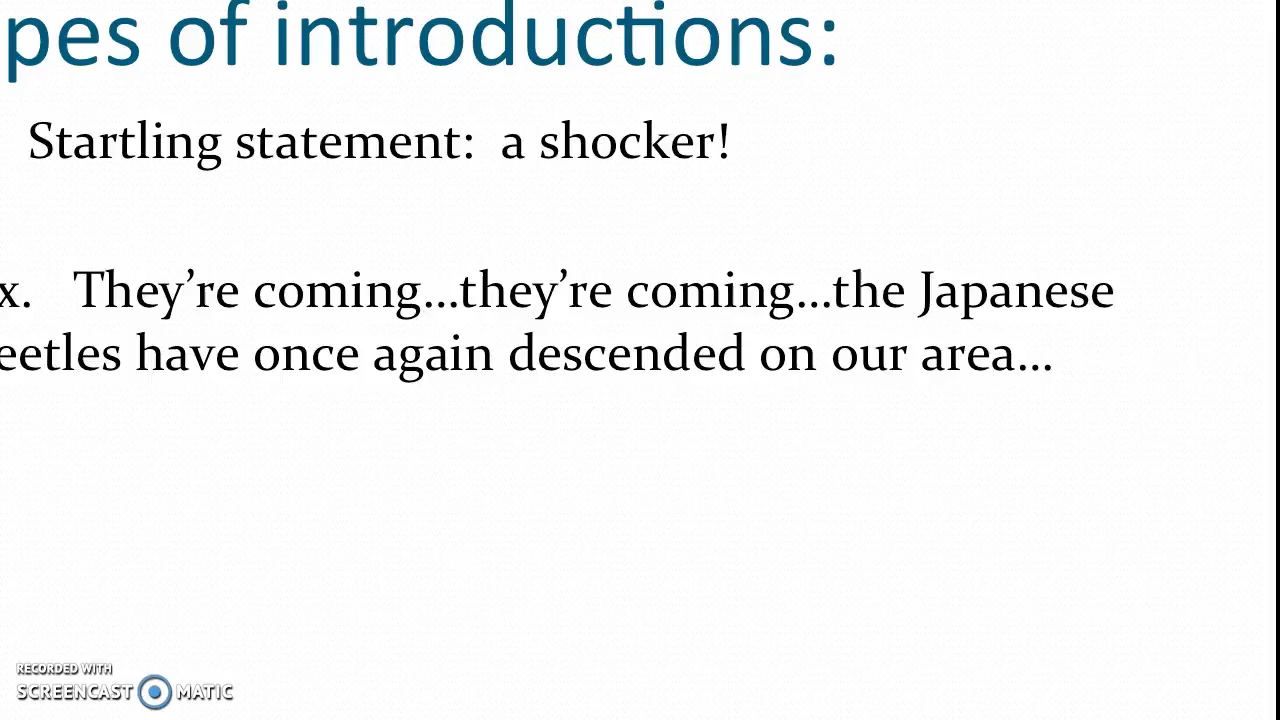 pes of introductions:
Startling statement: a shocker!
x. They're coming...they're coming...the Japanese
eetles have once again descended on our area...
RECORDED WITH
SCREENCAST MATIC